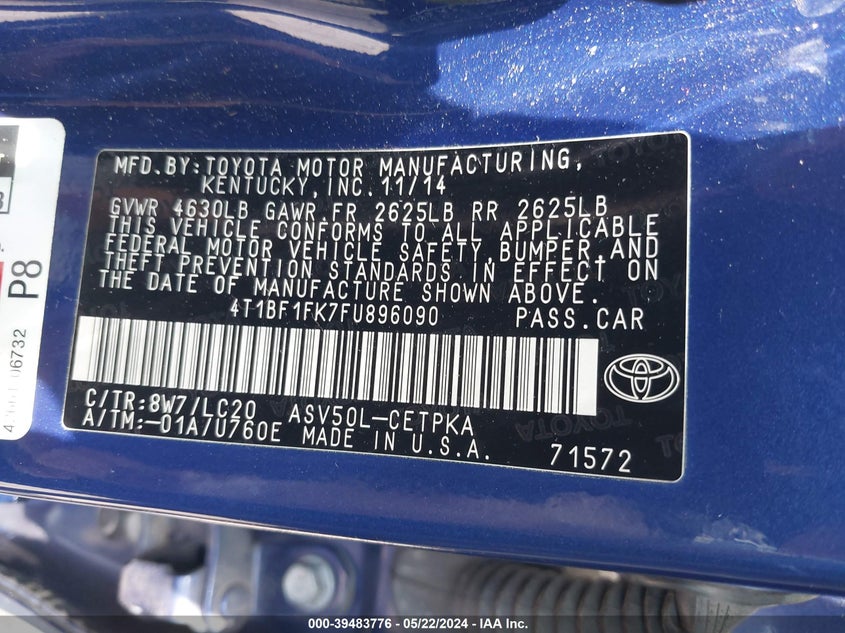 MFD.BY:TOYOTA MOTOR MANUFACTURING,
KENTUCKY,INC.11/14
GVWR 4630LB GAWR FR 2625LB RR 2625LB
THIS VEHICLE CONFORMS TO ALL APPLICABLE
FEDERAL MOTOR VEHICLE SAFETY,BUMPER,AND
THEFT PREVENTION STANDARDS IN EFFECT ON
THE DATE OF MANUFACTURE SHOWN ABOVE.
4T1BF1FK7FU896090 PASS.CAR
C/TR:8W7/LC20 ASV50L-CETPKA
A/TM:-01A/U760E MADE IN U.S.A. 71572
P8
000-39483776 - 05/22/2024 - IAA Inc.